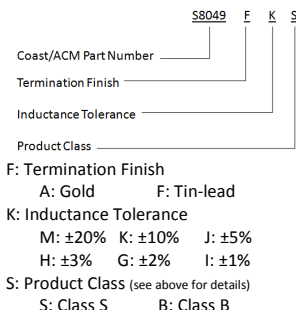 S8049 F K S
Coast/ACM Part Number
Termination Finish
Inductance Tolerance
Product Class
F: Termination Finish
A: Gold F: Tin-lead
K: Inductance Tolerance
M: ±20% K: ±10% J: ±5%
H: ±3% G: ±2% I: ±1%
S: Product Class (see above for details)
S: Class S B: Class B